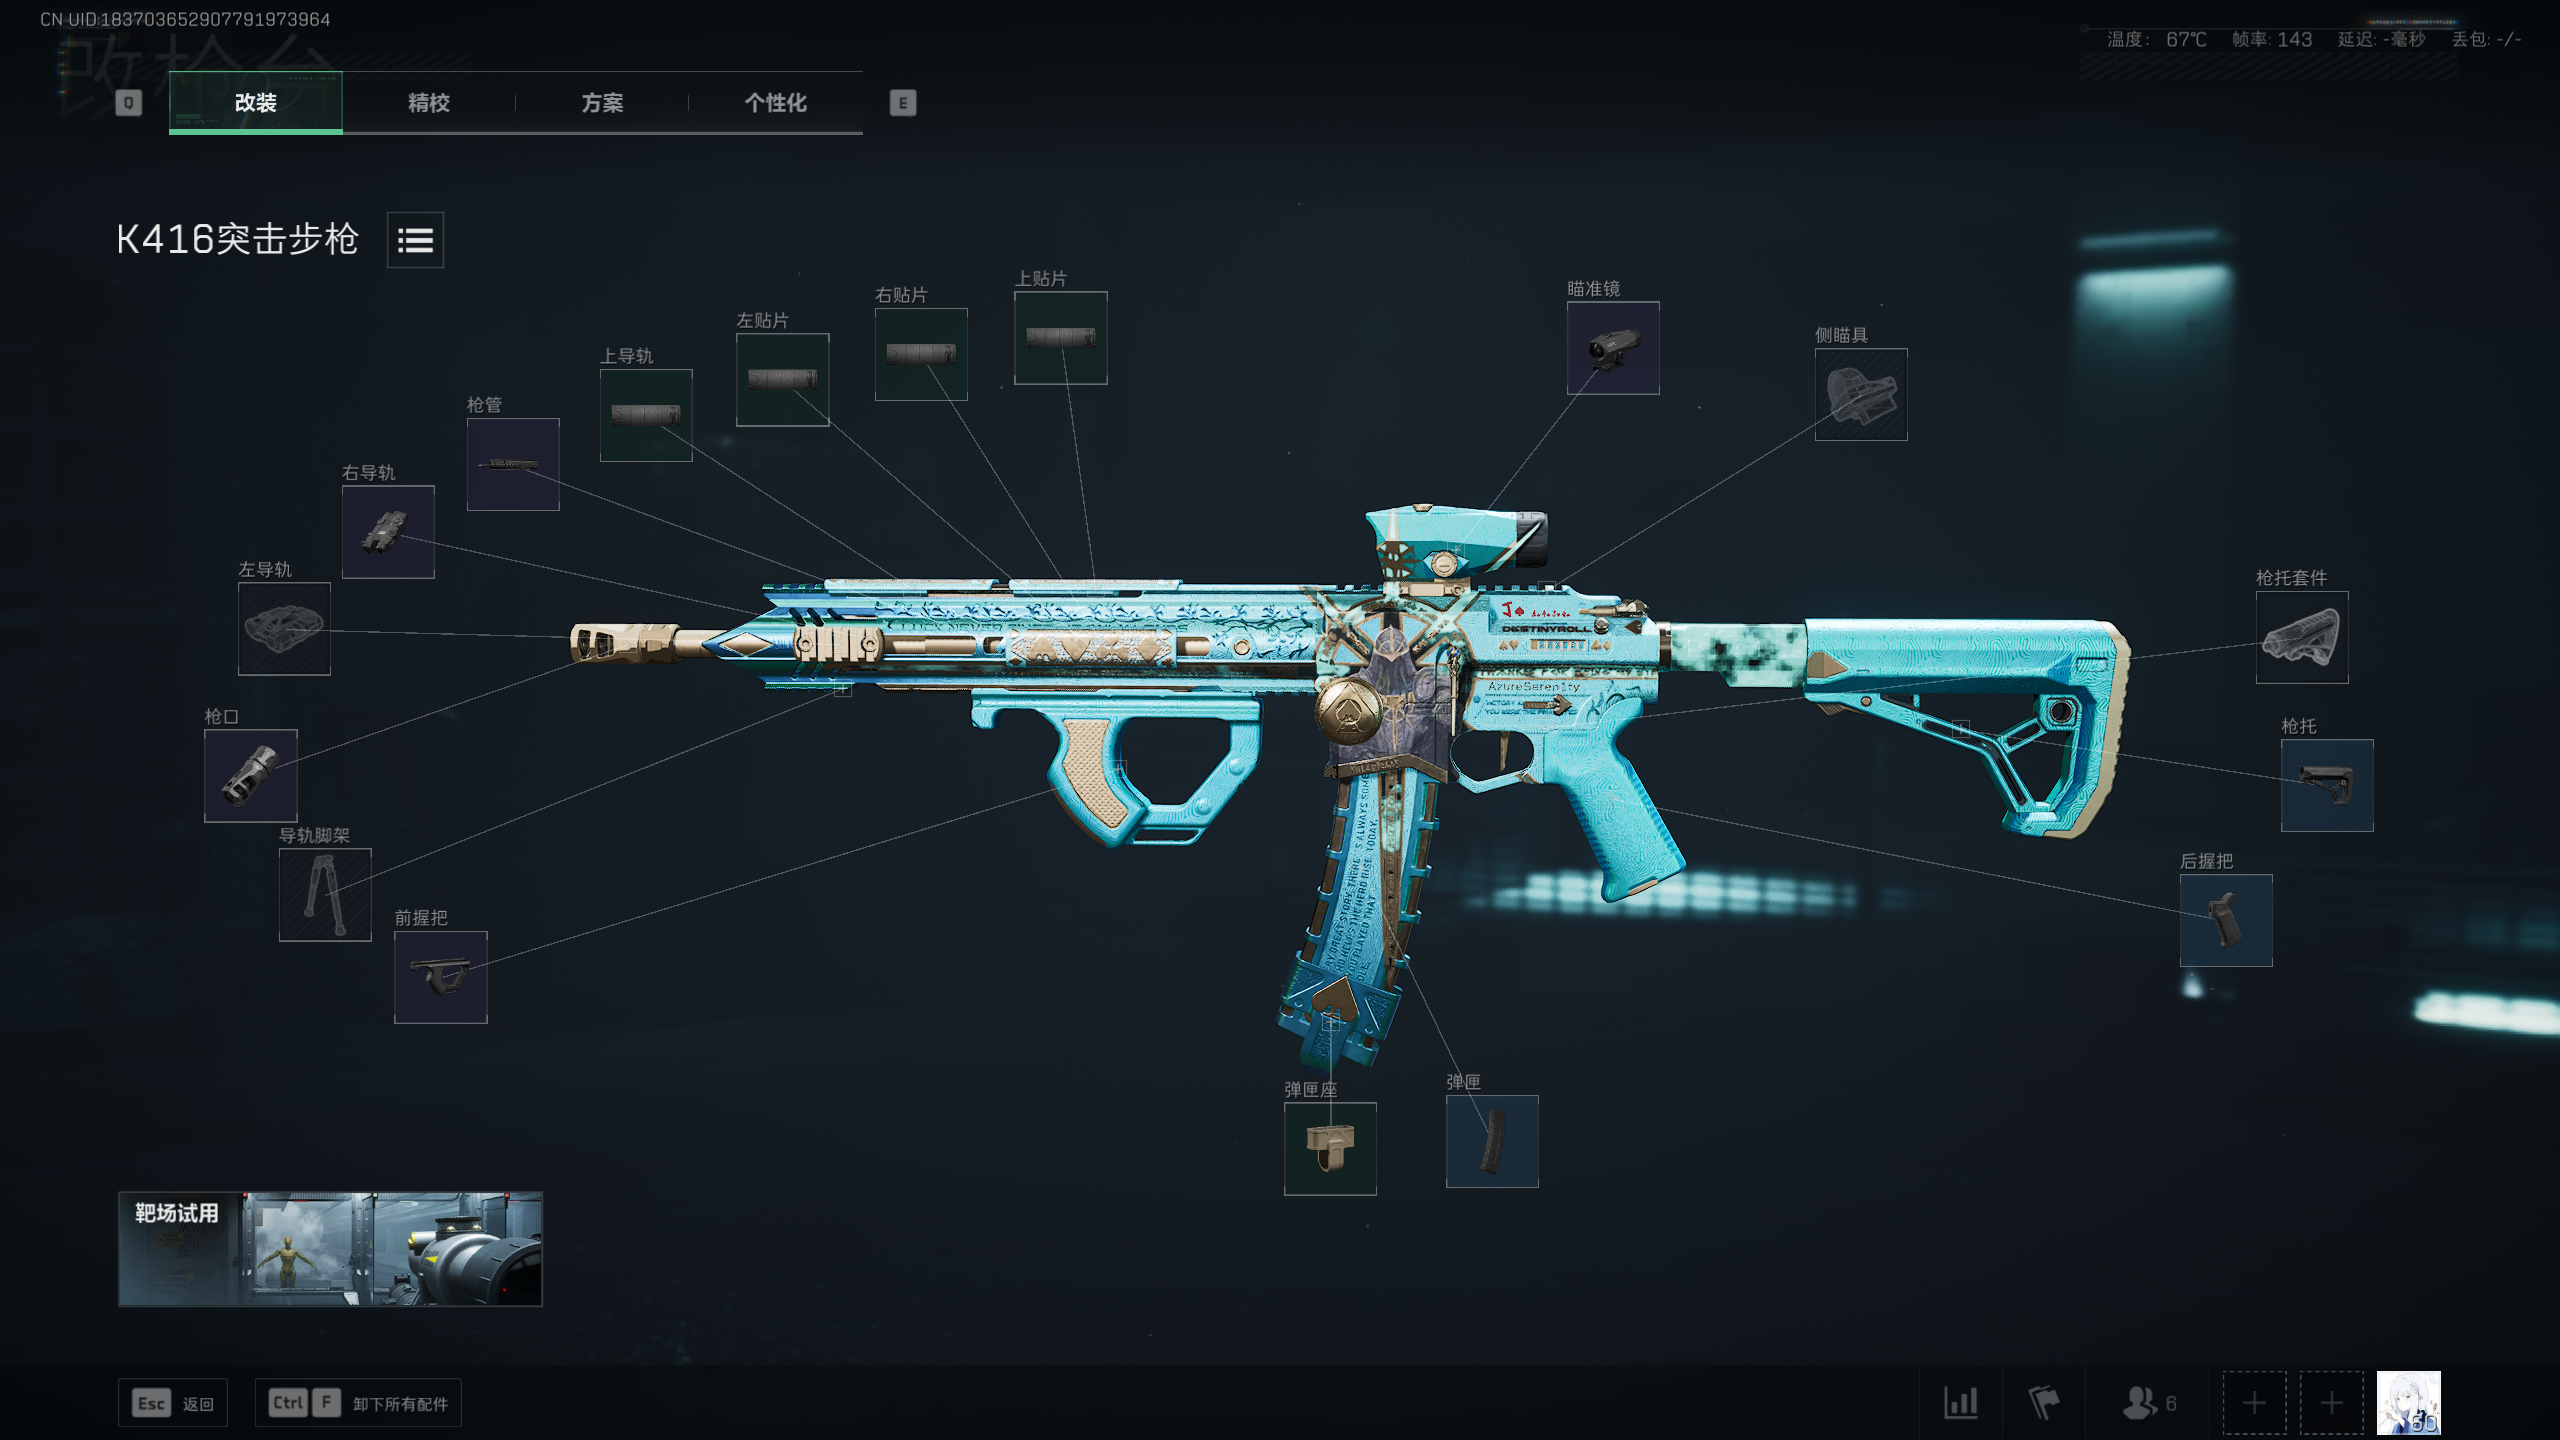 CN UID:183703652907791973964
改枪台
温度: 67℃ 帧率: 143 延迟: -毫秒 丢包: -/-
Q 改装 精校 方案 个性化 E
K416突击步枪
上贴片
瞄准镜
右贴片
左贴片
侧瞄具
上导轨
枪管
右导轨
左导轨
枪托套件
J♠
DESTINYROLL
AzureSerenity
枪口
枪托
导轨脚架
后握把
前握把
弹匣座
弹匣
靶场试用
Esc 返回
Ctrl F 卸下所有配件
6
60